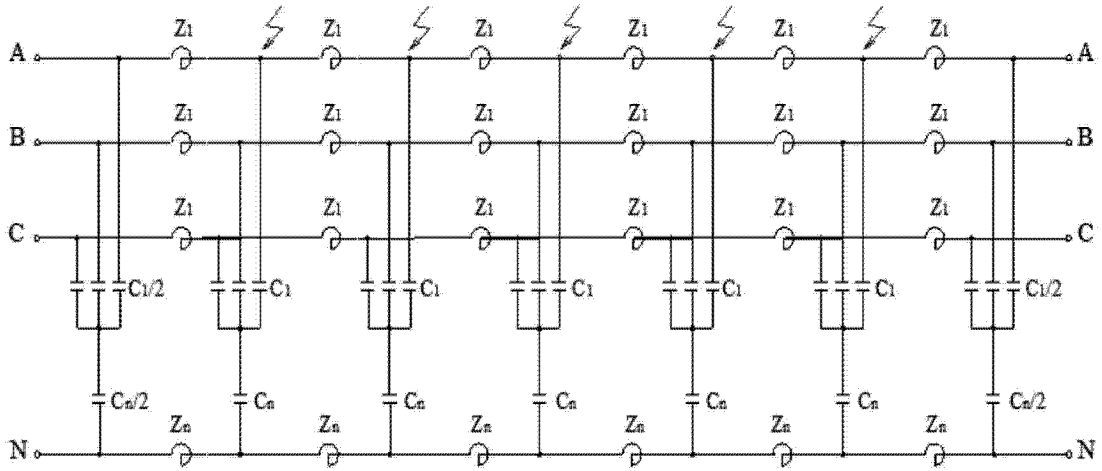 Z1 Z1 Z1 Z1 Z1 Z1
A A
Z1 Z1 Z1 Z1 Z1 Z1
B B
Z1 Z1 Z1 Z1 Z1 Z1
C C
C1/2 C1 C1 C1 C1 C1 C1/2
Cn/2 Cn Cn Cn Cn Cn Cn/2
Zn Zn Zn Zn Zn Zn
N N